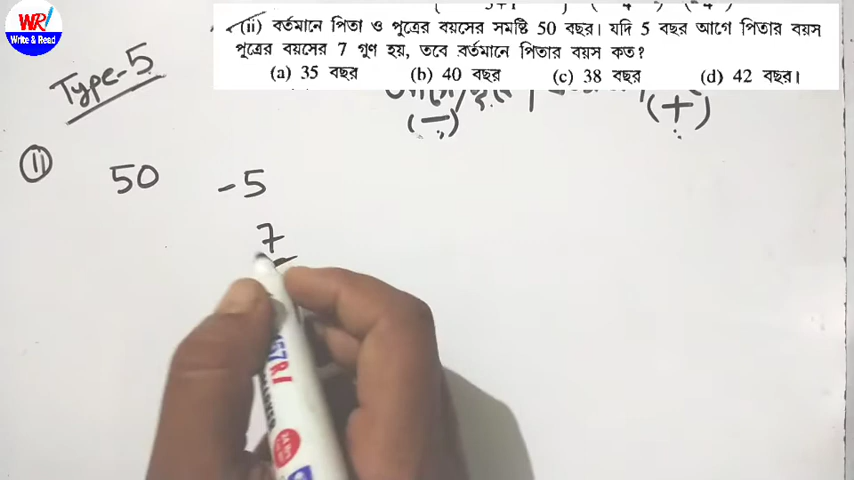 WR
Write & Read
(ii) বর্তমানে পিতা ও পুত্রের বয়সের সমষ্টি 50 বছর। যদি 5 বছর আগে পিতার বয়স
পুত্রের বয়সের 7 গুণ হয়, তবে বর্তমানে পিতার বয়স কত?
(a) 35 বছর (b) 40 বছর (c) 38 বছর (d) 42 বছর।
Type-5
(−) (+)
(ii) 50 -5
7